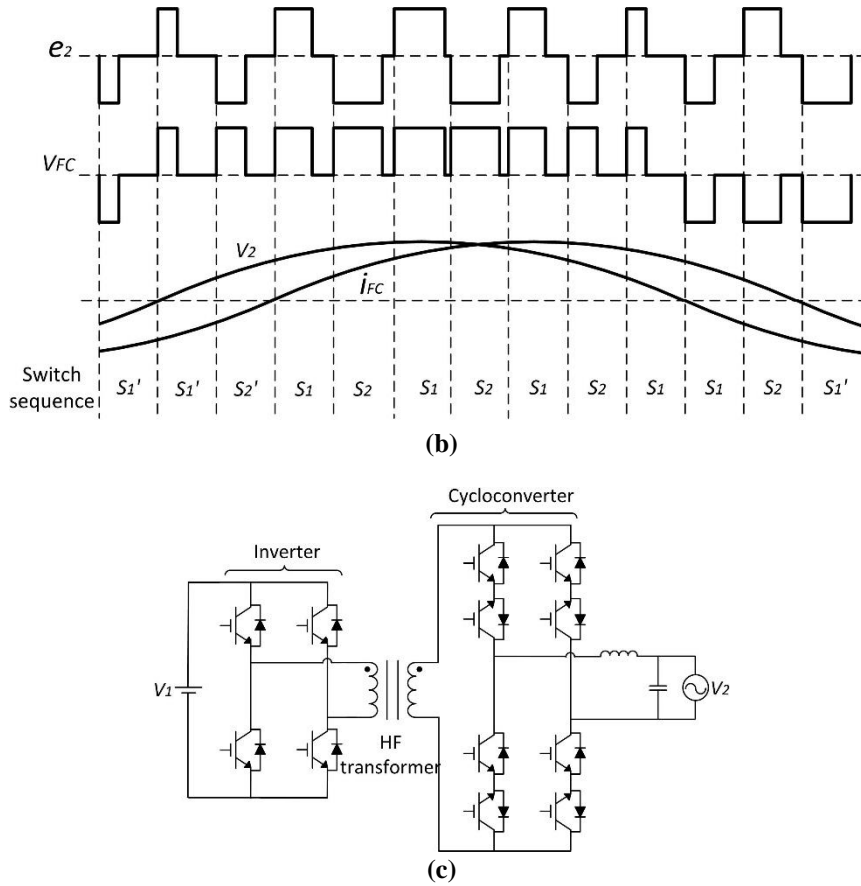 e2
VFC
V2
iFC
Switch sequence S1' S1' S2' S1 S2 S1 S2 S1 S2 S1 S1 S2 S1'
(b)
Cycloconverter
Inverter
V1
V2
HF
transformer
(c)